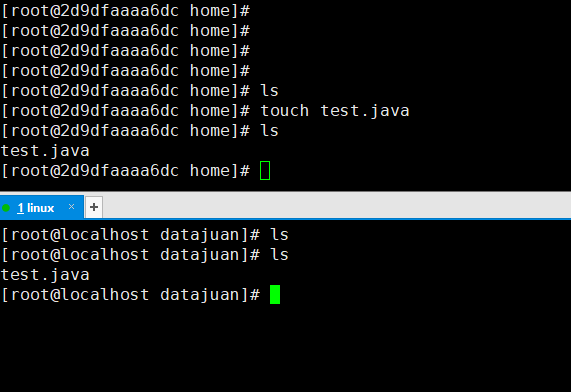 [root@2d9dfaaaa6dc home]#
[root@2d9dfaaaa6dc home]#
[root@2d9dfaaaa6dc home]#
[root@2d9dfaaaa6dc home]#
[root@2d9dfaaaa6dc home]# ls
[root@2d9dfaaaa6dc home]# touch test.java
[root@2d9dfaaaa6dc home]# ls
test.java
[root@2d9dfaaaa6dc home]#
1 linux × +
[root@localhost datajuan]# ls
[root@localhost datajuan]# ls
test.java
[root@localhost datajuan]#